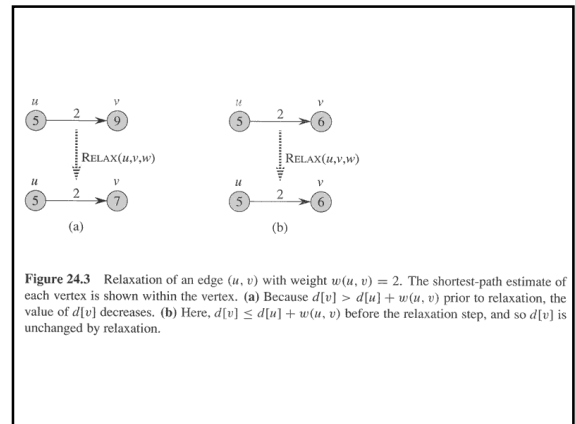 u v u v
5 2 9 5 2 6
RELAX(u,v,w) RELAX(u,v,w)
u v u v
5 2 7 5 2 6
(a) (b)
Figure 24.3 Relaxation of an edge (u, v) with weight w(u, v) = 2. The shortest-path estimate of
each vertex is shown within the vertex. (a) Because d[v] > d[u] + w(u, v) prior to relaxation, the
value of d[v] decreases. (b) Here, d[v] ≤ d[u] + w(u, v) before the relaxation step, and so d[v] is
unchanged by relaxation.